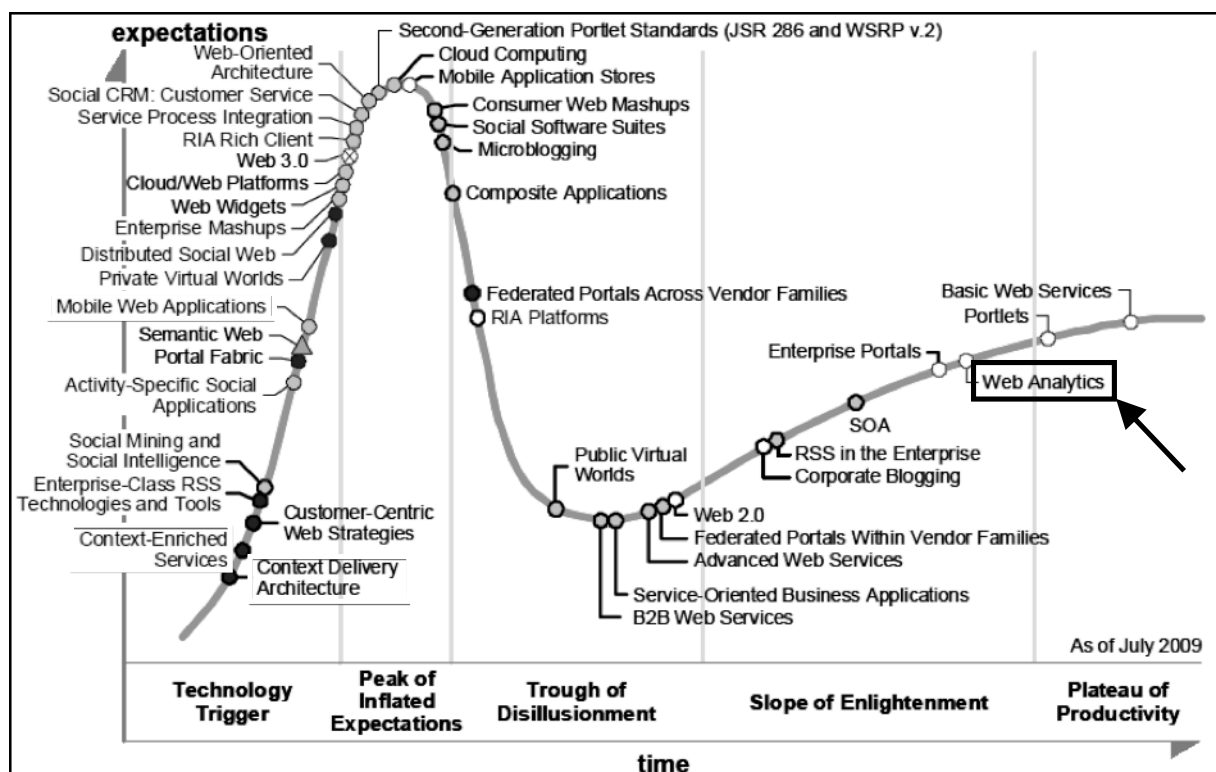 expectations
Second-Generation Portlet Standards (JSR 286 and WSRP v.2)
Web-Oriented
Architecture
Cloud Computing
Mobile Application Stores
Social CRM: Customer Service
Consumer Web Mashups
Service Process Integration
Social Software Suites
RIA Rich Client
Microblogging
Web 3.0
Cloud/Web Platforms
Composite Applications
Web Widgets
Enterprise Mashups
Distributed Social Web
Private Virtual Worlds
Federated Portals Across Vendor Families
Mobile Web Applications
RIA Platforms
Basic Web Services
Portlets
Semantic Web
Portal Fabric
Enterprise Portals
Activity-Specific Social
Applications
Web Analytics
SOA
Social Mining and
Social Intelligence
Public Virtual
Worlds
RSS in the Enterprise
Corporate Blogging
Enterprise-Class RSS
Technologies and Tools
Customer-Centric
Web Strategies
Web 2.0
Context-Enriched
Services
Federated Portals Within Vendor Families
Advanced Web Services
Context Delivery
Architecture
Service-Oriented Business Applications
B2B Web Services
As of July 2009
Technology
Trigger
Peak of
Inflated
Expectations
Trough of
Disillusionment
Slope of Enlightenment
Plateau of
Productivity
time